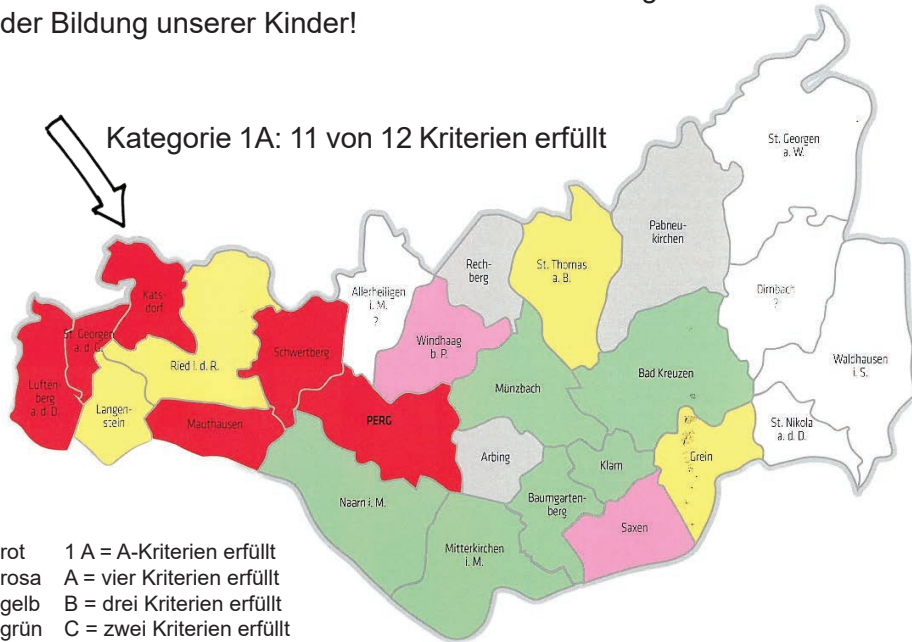 der Bildung unserer Kinder!
Kategorie 1A: 11 von 12 Kriterien erfüllt
St. Georgen
a. W.
Pabneu-
kirchen
Rech-
berg
St. Thomas
a. B.
Allerheiligen
i. M.
?
Dimbach
?
Kats-
dorf
Windhaag
b. P.
St. Georgen
a. d. G.
Ried i. d. R.
Schwertberg
Waldhausen
i. S.
Bad Kreuzen
Münzbach
Luften-
berg
a. d. D.
Langen-
stein
Mauthausen
PERG
St. Nikola
a. d. D.
Arbing
Klam
Grein
Naarn i. M.
Baumgarten-
berg
Saxen
Mitterkirchen
i. M.
rot 1 A = A-Kriterien erfüllt
rosa A = vier Kriterien erfüllt
gelb B = drei Kriterien erfüllt
grün C = zwei Kriterien erfüllt